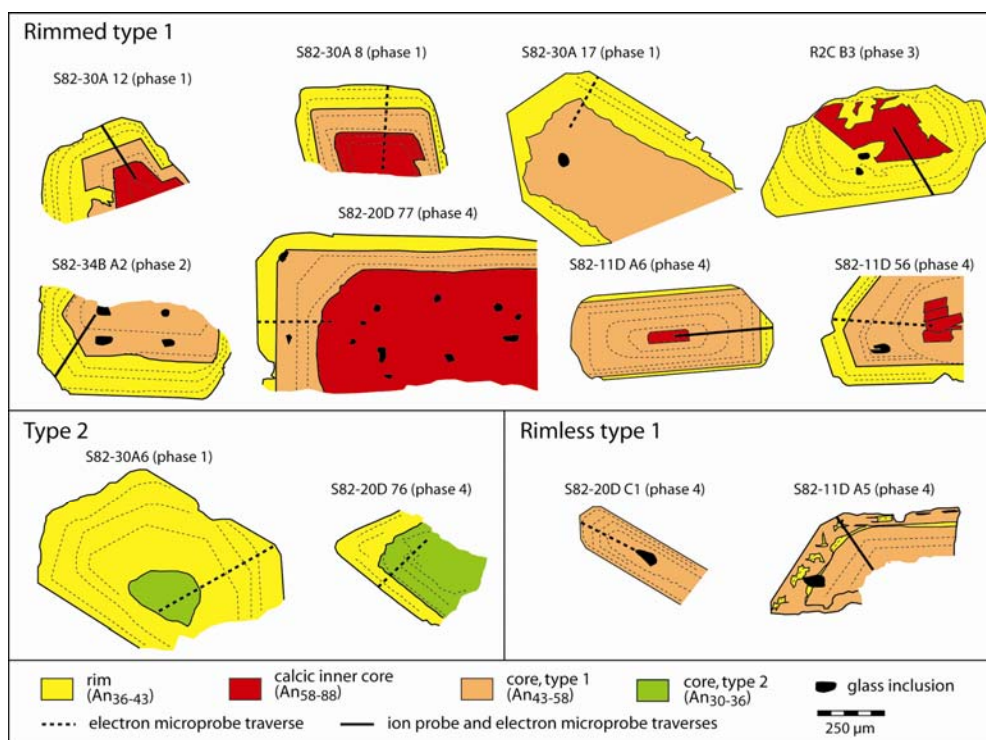 Rimmed type 1
S82-30A 12 (phase 1)
S82-30A 8 (phase 1)
S82-30A 17 (phase 1)
R2C B3 (phase 3)
S82-34B A2 (phase 2)
S82-20D 77 (phase 4)
S82-11D A6 (phase 4)
S82-11D 56 (phase 4)
Type 2
S82-30A6 (phase 1)
S82-20D 76 (phase 4)
Rimless type 1
S82-20D C1 (phase 4)
S82-11D A5 (phase 4)
rim
(An36-43)
calcic inner core
(An58-88)
core, type 1
(An43-58)
core, type 2
(An30-36)
glass inclusion
electron microprobe traverse
ion probe and electron microprobe traverses
250 µm